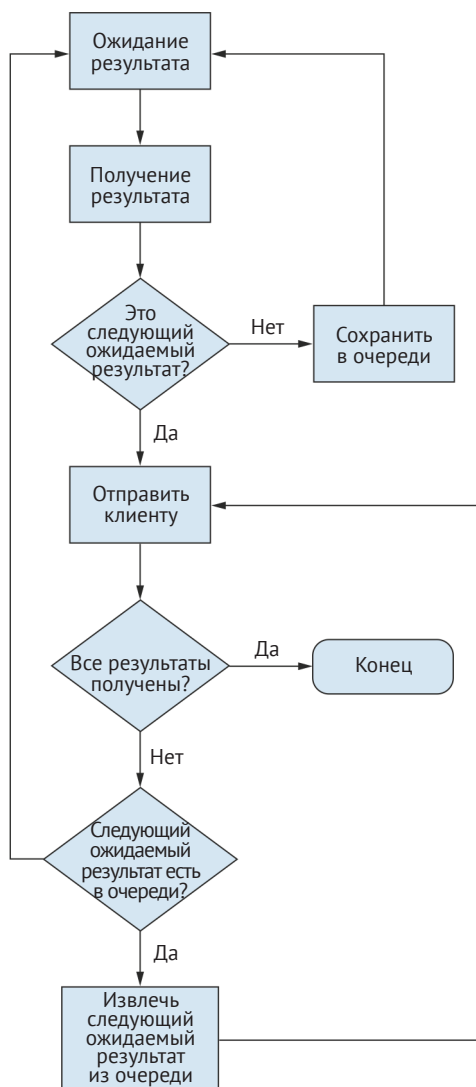 Ожидание
результата
Получение
результата
Это
следующий
ожидаемый
результат?
Нет
Сохранить
в очереди
Да
Отправить
клиенту
Все результаты
получены?
Да
Конец
Нет
Следующий
ожидаемый
результат есть
в очереди?
Да
Извлечь
следующий
ожидаемый
результат
из очереди